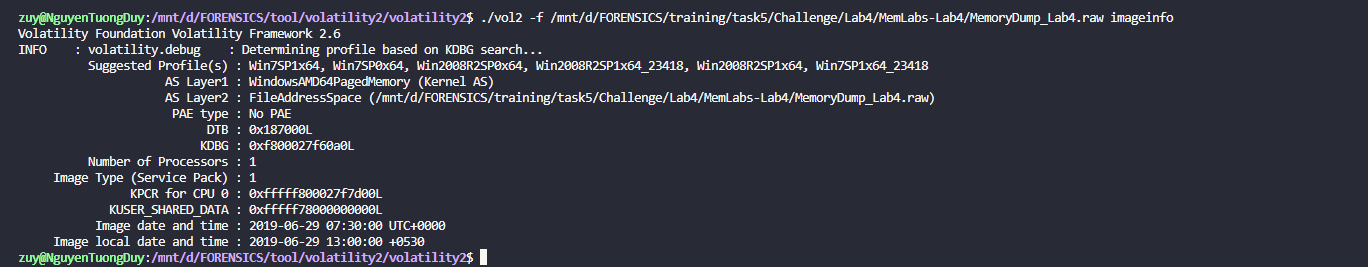 zuy@NguyenTuongDuy:/mnt/d/FORENSICS/tool/volatility2/volatility2$ ./vol2 -f /mnt/d/FORENSICS/training/task5/Challenge/Lab4/MemLabs-Lab4/MemoryDump_Lab4.raw imageinfo
Volatility Foundation Volatility Framework 2.6
INFO    : volatility.debug    : Determining profile based on KDBG search...
          Suggested Profile(s) : Win7SP1x64, Win7SP0x64, Win2008R2SP0x64, Win2008R2SP1x64_23418, Win2008R2SP1x64, Win7SP1x64_23418
                     AS Layer1 : WindowsAMD64PagedMemory (Kernel AS)
                     AS Layer2 : FileAddressSpace (/mnt/d/FORENSICS/training/task5/Challenge/Lab4/MemLabs-Lab4/MemoryDump_Lab4.raw)
                      PAE type : No PAE
                           DTB : 0x187000L
                          KDBG : 0xf800027f60a0L
          Number of Processors : 1
     Image Type (Service Pack) : 1
                KPCR for CPU 0 : 0xfffff800027f7d00L
             KUSER_SHARED_DATA : 0xfffff78000000000L
           Image date and time : 2019-06-29 07:30:00 UTC+0000
     Image local date and time : 2019-06-29 13:00:00 +0530
zuy@NguyenTuongDuy:/mnt/d/FORENSICS/tool/volatility2/volatility2$